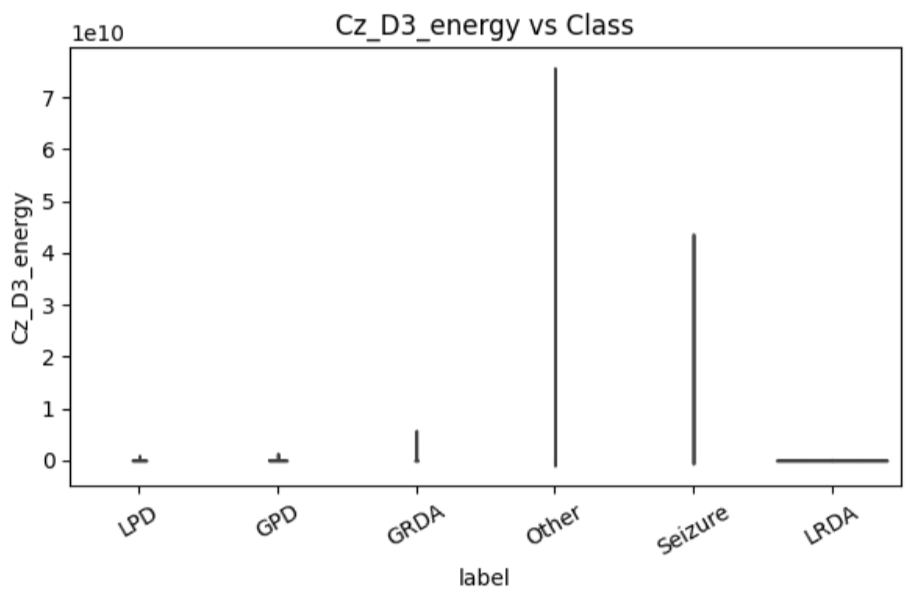 Cz_D3_energy vs Class
1e10
Cz_D3_energy
7
6
5
4
3
2
1
0
LPD
GPD
GRDA
Other
Seizure
LRDA
label